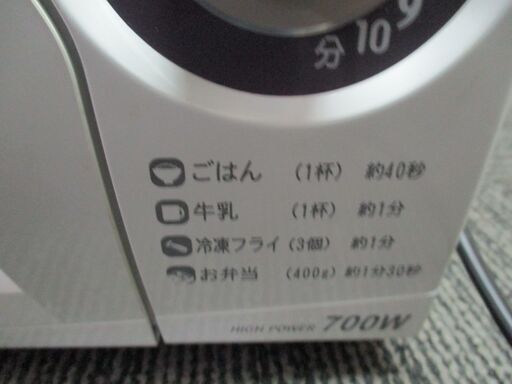 9
10
分
ごはん (1杯) 約40秒
牛乳 (1杯) 約1分
冷凍フライ (3個) 約1分
お弁当 (400g) 約1分30秒
HIGH POWER 700W